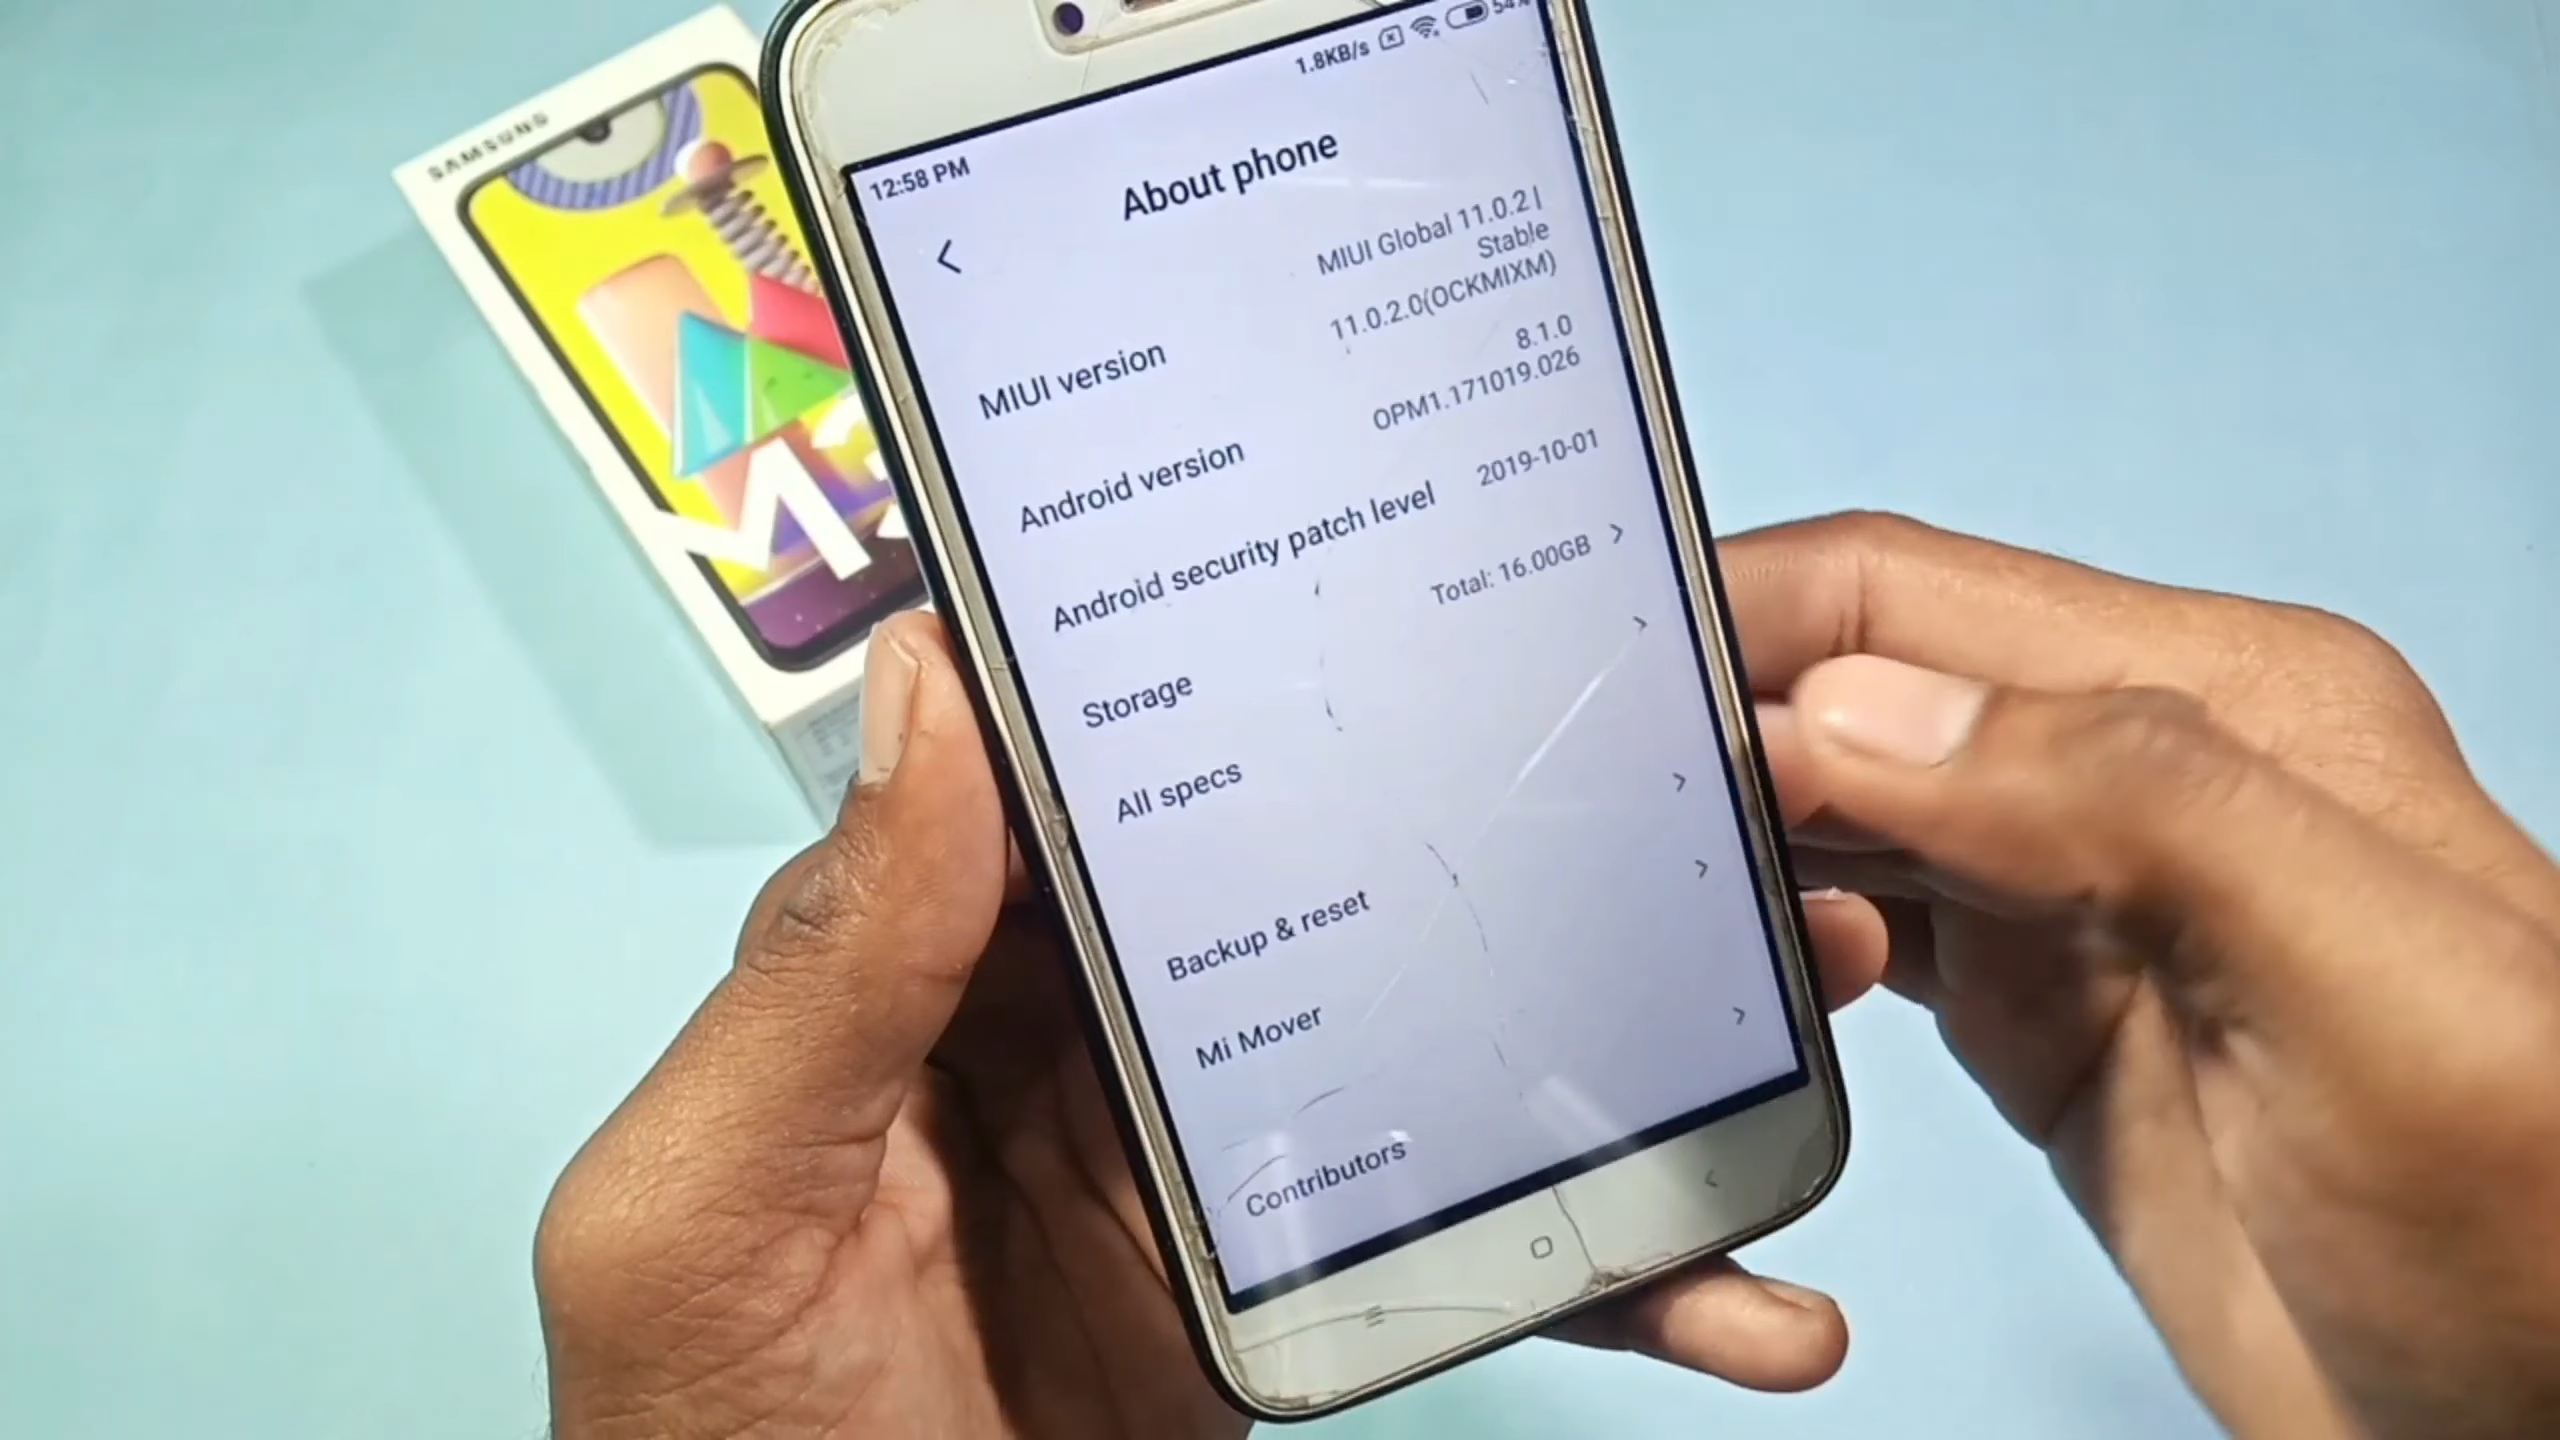 SAMSUNG
M3
1.8KB/s 54%
12:58 PM
About phone
MIUI version
MIUI Global 11.0.2 |
Stable
11.0.2.0(OCKMIXM)
Android version
8.1.0
OPM1.171019.026
Android security patch level
2019-10-01
Storage
Total: 16.00GB
All specs
Backup & reset
Mi Mover
Contributors